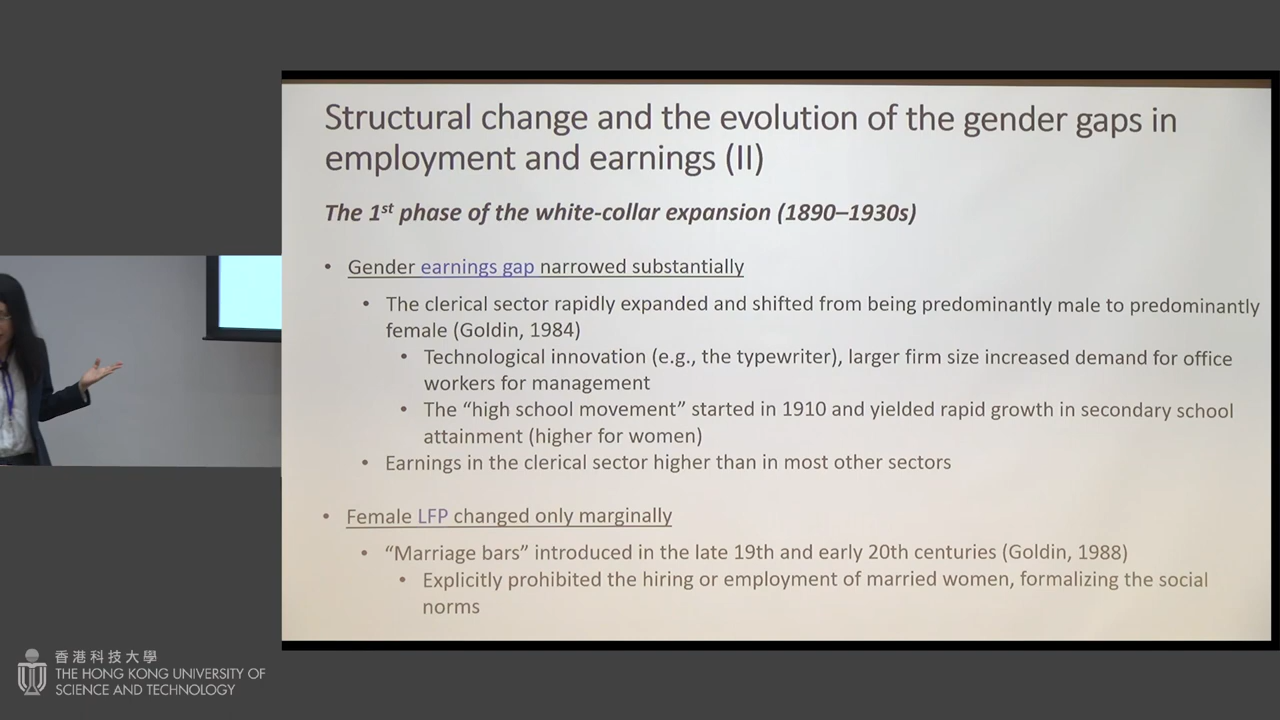 Structural change and the evolution of the gender gaps in
employment and earnings (II)
The 1st phase of the white-collar expansion (1890–1930s)
• Gender earnings gap narrowed substantially
• The clerical sector rapidly expanded and shifted from being predominantly male to predominantly
female (Goldin, 1984)
• Technological innovation (e.g., the typewriter), larger firm size increased demand for office
workers for management
• The “high school movement” started in 1910 and yielded rapid growth in secondary school
attainment (higher for women)
• Earnings in the clerical sector higher than in most other sectors
• Female LFP changed only marginally
• “Marriage bars” introduced in the late 19th and early 20th centuries (Goldin, 1988)
• Explicitly prohibited the hiring or employment of married women, formalizing the social
norms
香港科技大學
THE HONG KONG UNIVERSITY OF
SCIENCE AND TECHNOLOGY